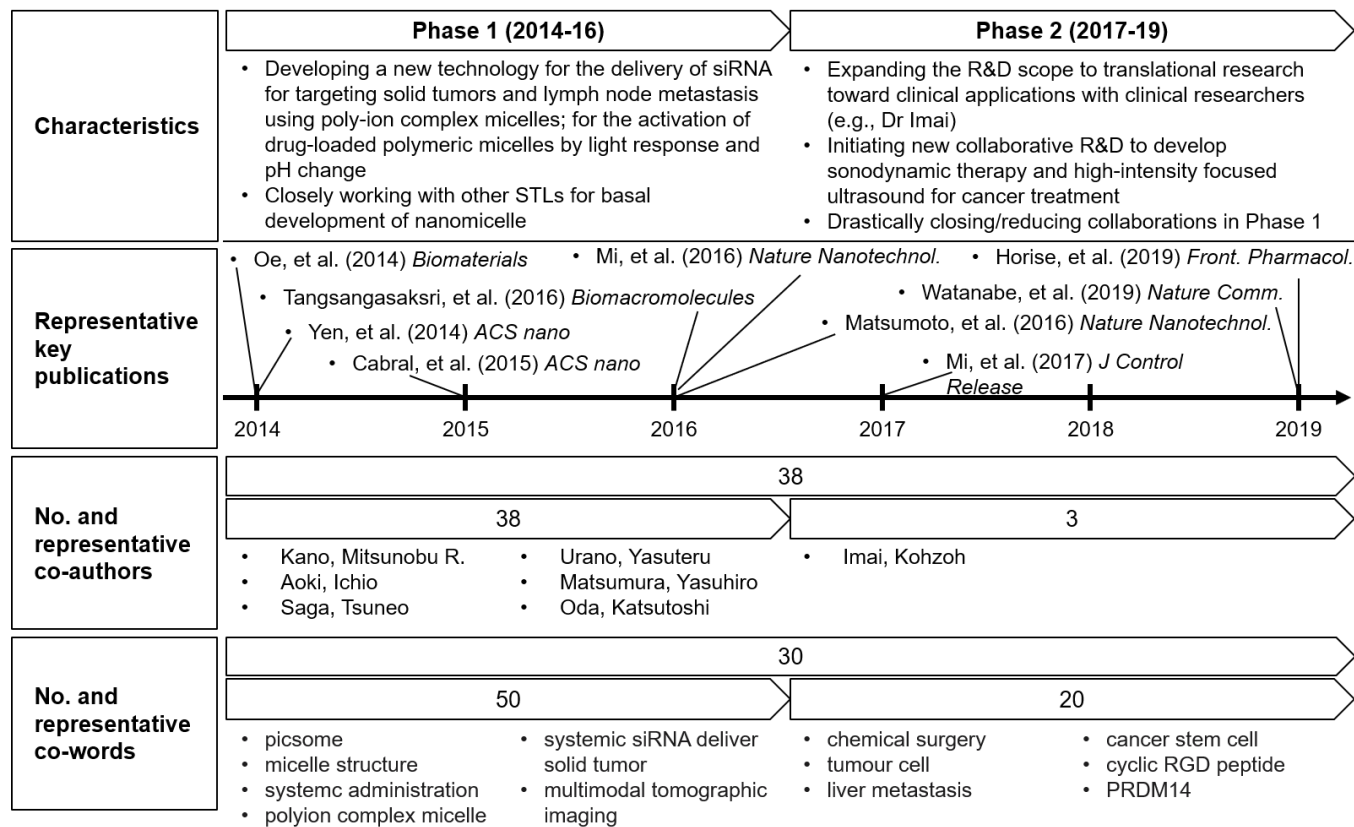 Phase 1 (2014-16)
Phase 2 (2017-19)
Characteristics
• Developing a new technology for the delivery of siRNA
for targeting solid tumors and lymph node metastasis
using poly-ion complex micelles; for the activation of
drug-loaded polymeric micelles by light response and
pH change
• Closely working with other STLs for basal
development of nanomicelle
• Expanding the R&D scope to translational research
toward clinical applications with clinical researchers
(e.g., Dr Imai)
• Initiating new collaborative R&D to develop
sonodynamic therapy and high-intensity focused
ultrasound for cancer treatment
• Drastically closing/reducing collaborations in Phase 1
Representative
key
publications
• Oe, et al. (2014) Biomaterials
• Mi, et al. (2016) Nature Nanotechnol.
• Horise, et al. (2019) Front. Pharmacol.
• Tangsangasaksri, et al. (2016) Biomacromolecules
• Watanabe, et al. (2019) Nature Comm.
• Yen, et al. (2014) ACS nano
• Matsumoto, et al. (2016) Nature Nanotechnol.
• Cabral, et al. (2015) ACS nano
• Mi, et al. (2017) J Control
Release
2014
2015
2016
2017
2018
2019
No. and
representative
co-authors
38
38
3
• Kano, Mitsunobu R.
• Aoki, Ichio
• Saga, Tsuneo
• Urano, Yasuteru
• Matsumura, Yasuhiro
• Oda, Katsutoshi
• Imai, Kohzoh
No. and
representative
co-words
30
50
20
• picsome
• micelle structure
• systemc administration
• polyion complex micelle
• systemic siRNA deliver
solid tumor
• multimodal tomographic
imaging
• chemical surgery
• tumour cell
• liver metastasis
• cancer stem cell
• cyclic RGD peptide
• PRDM14